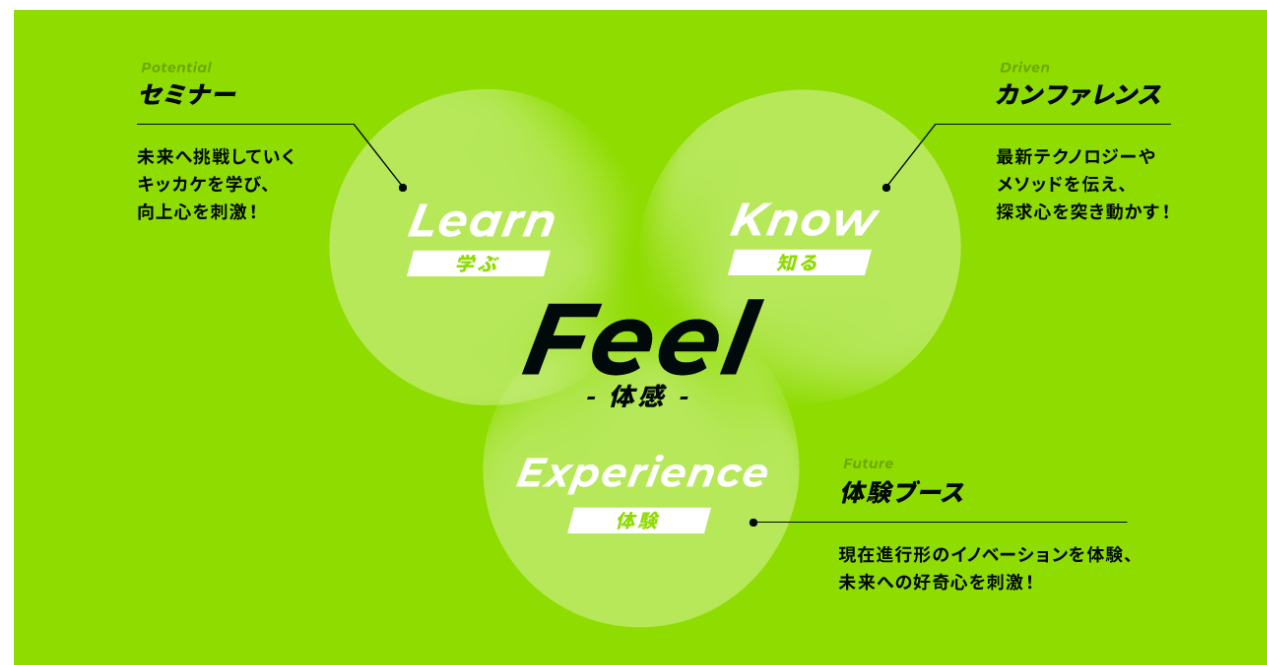 Potential
セミナー
未来へ挑戦していく
キッカケを学び、
向上心を刺激！
Driven
カンファレンス
最新テクノロジーや
メソッドを伝え、
探求心を突き動かす！
Learn
学ぶ
Know
知る
Feel
- 体感 -
Experience
体験
Future
体験ブース
現在進行形のイノベーションを体験、
未来への好奇心を刺激！